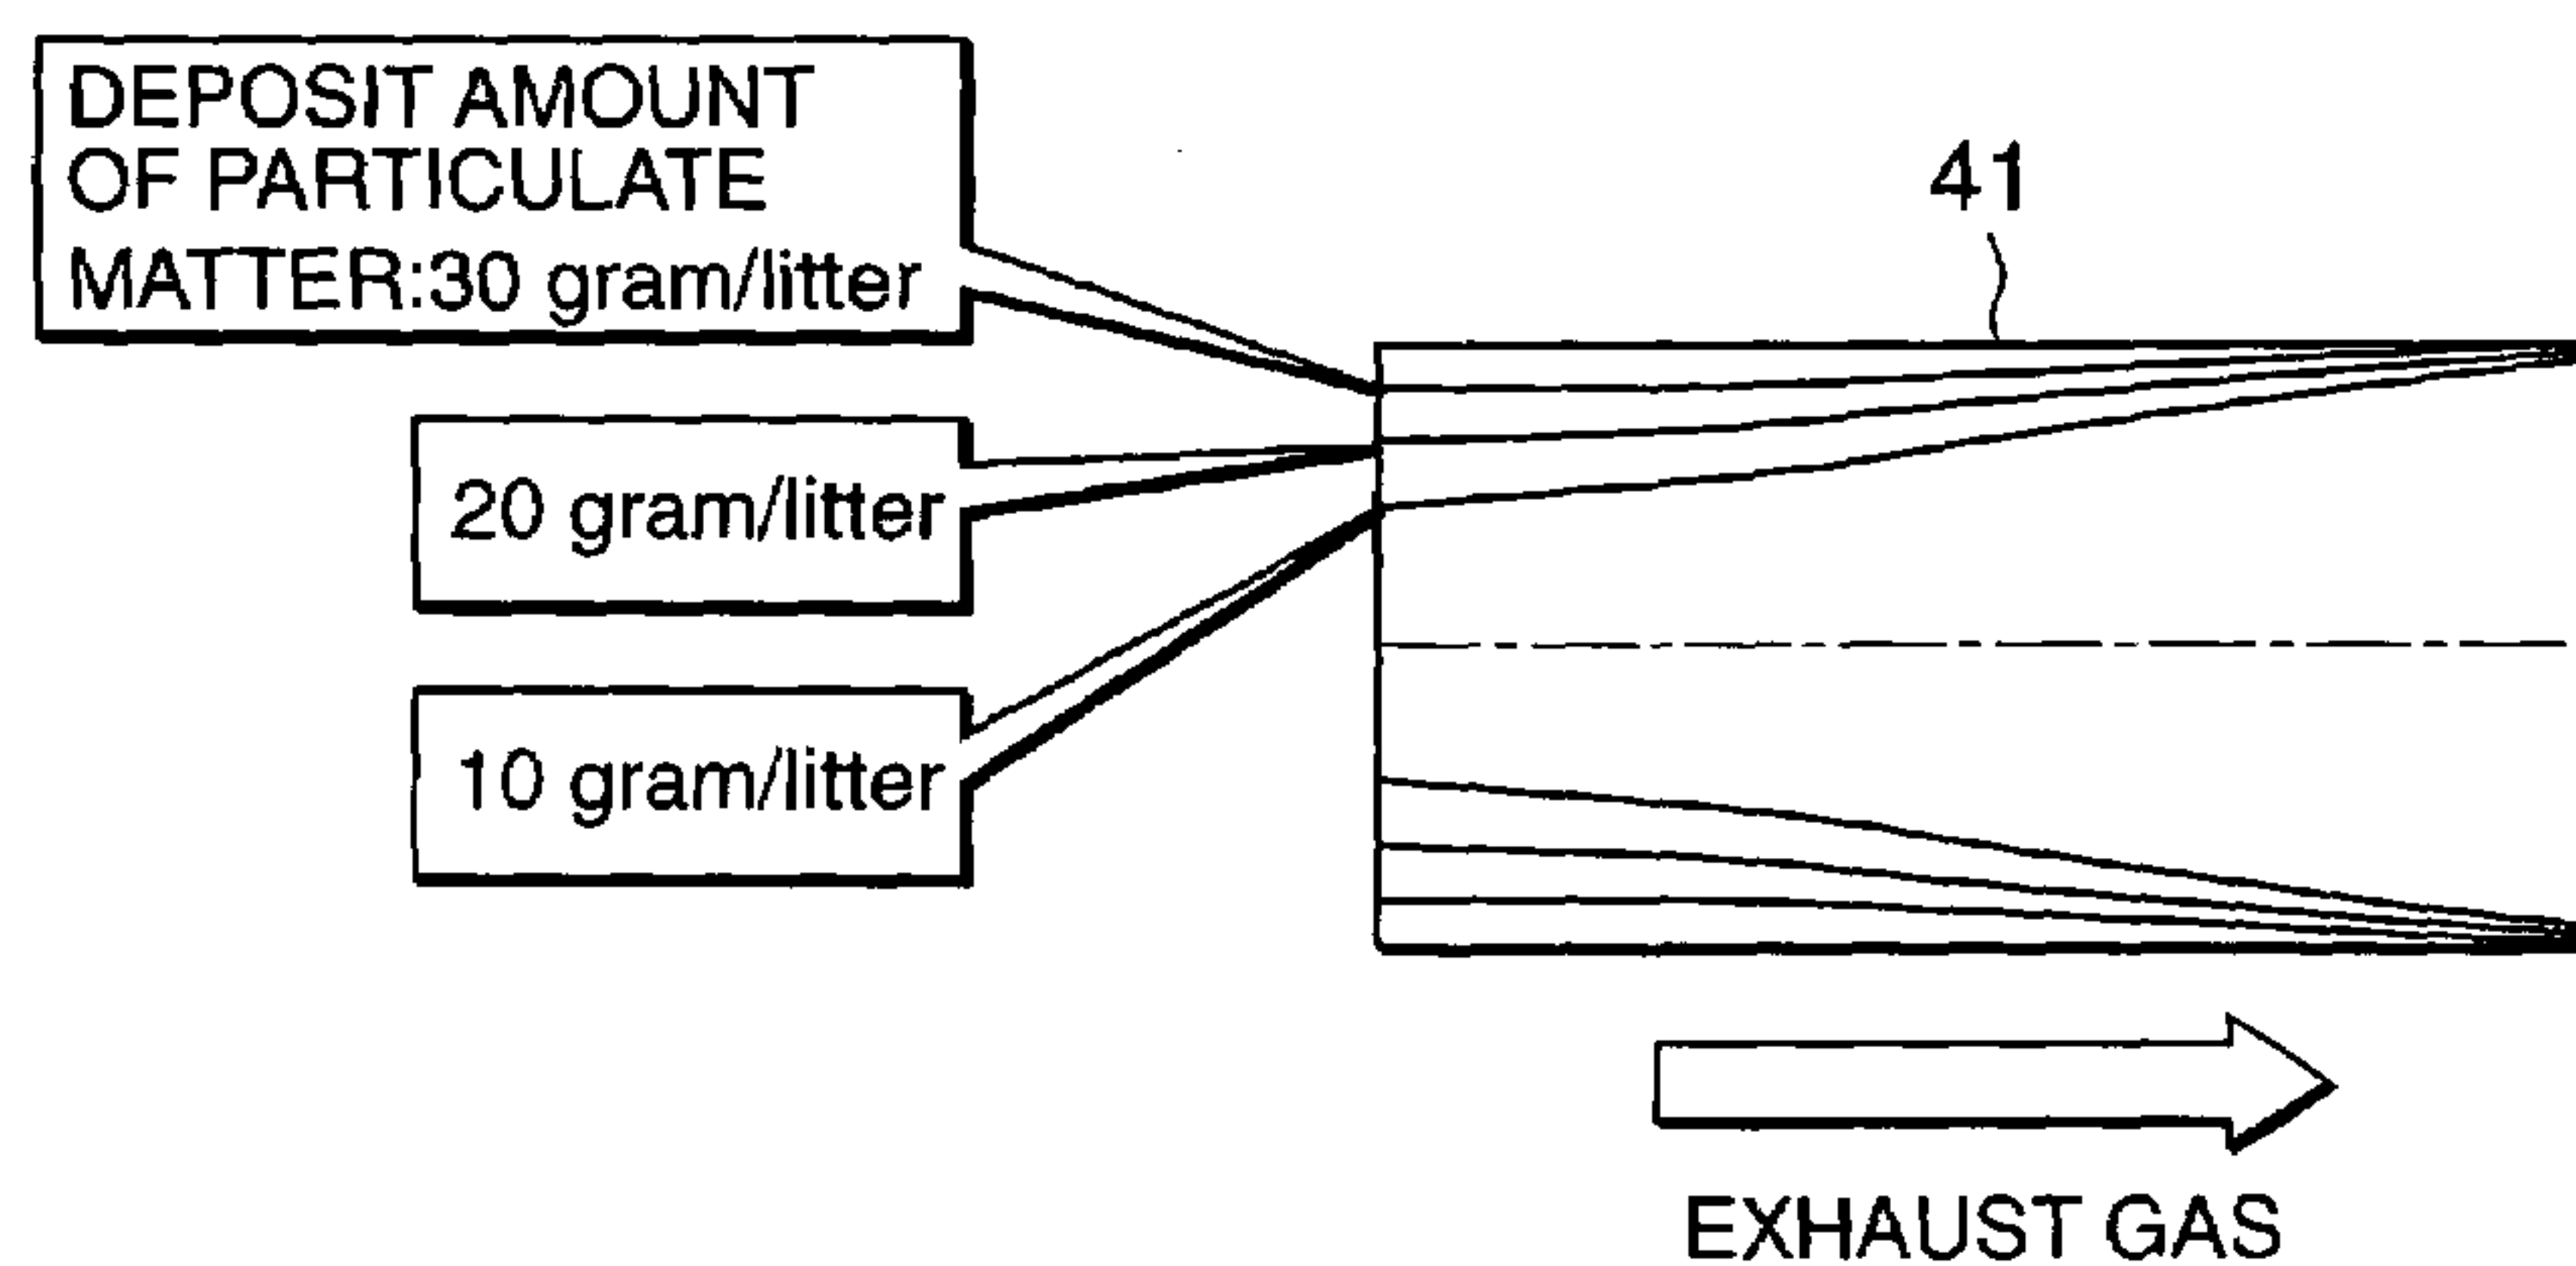 DEPOSIT AMOUNT
OF PARTICULATE
MATTER:30 gram/litter
41
20 gram/litter
10 gram/litter
EXHAUST GAS